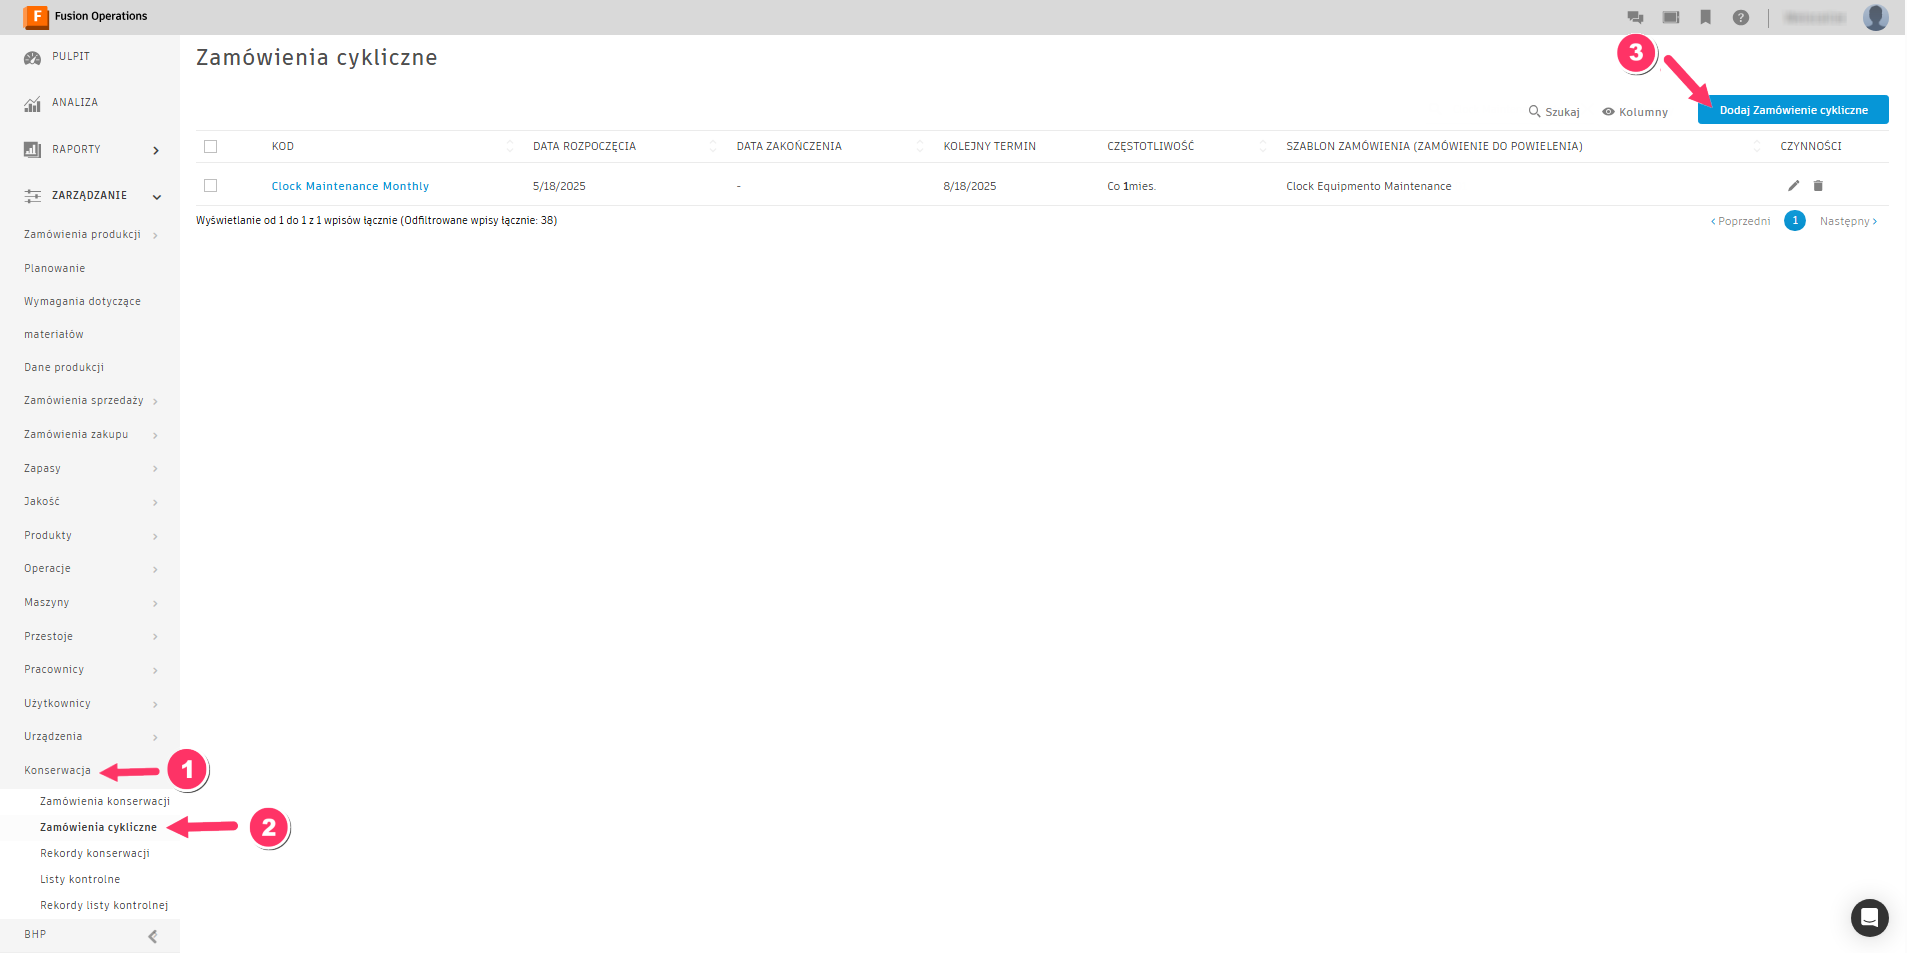 F Fusion Operations
PULPIT
ANALIZA
RAPORTY
ZARZĄDZANIE
Zamówienia produkcji
Planowanie
Wymagania dotyczące
materiałów
Dane produkcji
Zamówienia sprzedaży
Zamówienia zakupu
Zapasy
Jakość
Produkty
Operacje
Maszyny
Przestoje
Pracownicy
Użytkownicy
Urządzenia
Konserwacja
1
Zamówienia konserwacji
Zamówienia cykliczne
2
Rekordy konserwacji
Listy kontrolne
Rekordy listy kontrolnej
BHP
Zamówienia cykliczne
3
Szukaj Kolumny Dodaj Zamówienie cykliczne
KOD DATA ROZPOCZĘCIA DATA ZAKOŃCZENIA KOLEJNY TERMIN CZĘSTOTLIWOŚĆ SZABLON ZAMÓWIENIA (ZAMÓWIENIE DO POWIELENIA) CZYNNOŚCI
Clock Maintenance Monthly 5/18/2025 - 8/18/2025 Co 1mies. Clock Equipmento Maintenance
Wyświetlanie od 1 do 1 z 1 wpisów łącznie (Odfiltrowane wpisy łącznie: 38) ‹ Poprzedni 1 Następny ›